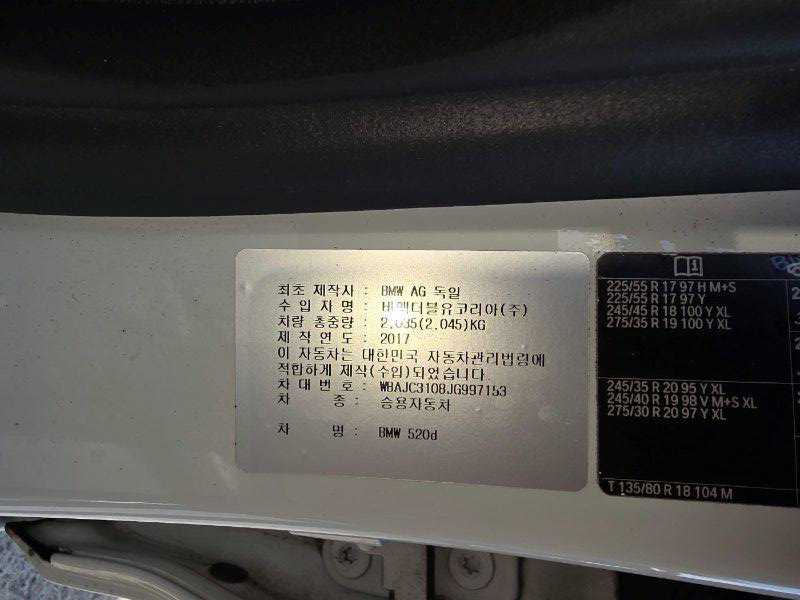 최초 제작사 : BMW AG 독일
수 입 자 명 : 비엠더블유코리아(주)
차량 총중량 : 2,035(2,045)KG
제 작 연 도 : 2017
이 자동차는 대한민국 자동차관리법령에
적합하게 제작(수입)되었습니다.
차 대 번 호 : WBAJC3108JG997153
차 종 : 승용자동차
차 명 : BMW 520d
225/55 R 17 97 H M+S
225/55 R 17 97 Y
245/45 R 18 100 Y XL
275/35 R 19 100 Y XL
245/35 R 20 95 Y XL
245/40 R 19 98 V M+S XL
275/30 R 20 97 Y XL
T 135/80 R 18 104 M